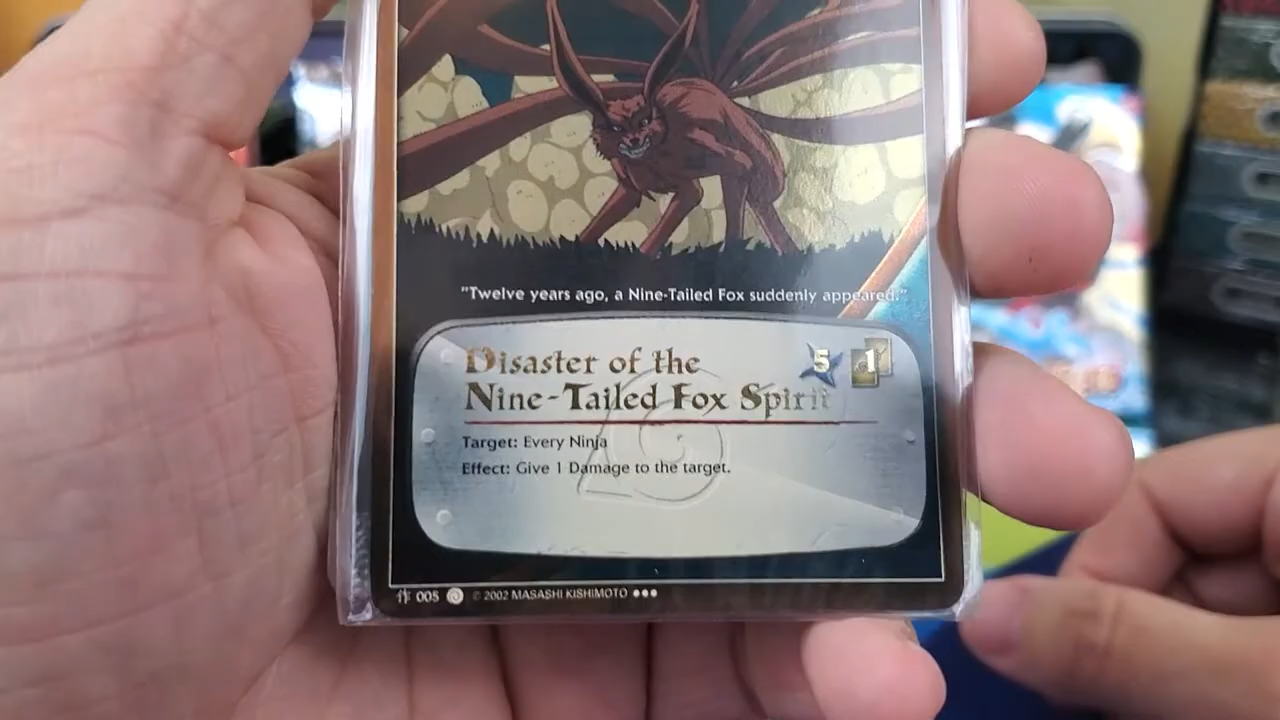 "Twelve years ago, a Nine-Tailed Fox suddenly appeared."
Disaster of the
Nine-Tailed Fox Spirit
5 1
Target: Every Ninja
Effect: Give 1 Damage to the target.
作 005 © 2002 MASASHI KISHIMOTO